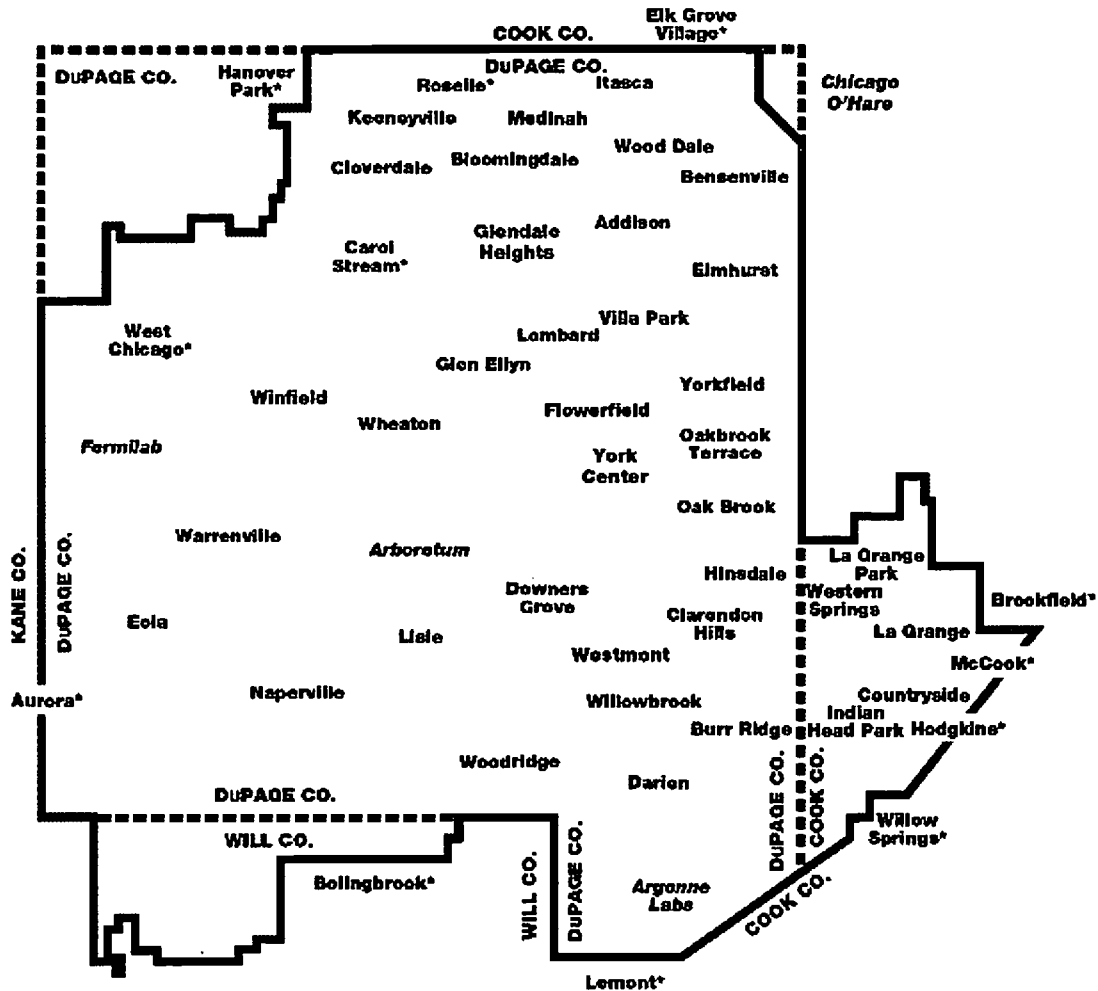 Elk Grove
Village*
COOK CO.
DuPAGE CO.
Hanover
Park*
DuPAGE CO.
Roselle*
Itasca
Chicago
O'Hare
Keeneyville
Medinah
Wood Dale
Cloverdale
Bloomingdale
Bensenville
Addison
Glendale
Heights
Carol
Stream*
Elmhurst
Villa Park
West
Chicago*
Lombard
Glen Ellyn
Yorkfield
Winfield
Flowerfield
Wheaton
Fermilab
Oakbrook
Terrace
York
Center
Oak Brook
Warrenville
Arboretum
La Grange
Park
Hinsdale
KANE CO.
DuPAGE CO.
Downers
Grove
Western
Springs
Brookfield*
Eola
Clarendon
Hills
Lisle
La Grange
Westmont
McCook*
Aurora*
Naperville
Willowbrook
Countryside
Indian
Head Park
Burr Ridge
Hodgkins*
Woodridge
Darien
DuPAGE CO.
COOK CO.
DuPAGE CO.
WILL CO.
Willow
Springs*
Bolingbrook*
WILL CO.
DuPAGE CO.
Argonne
Labs
COOK CO.
Lemont*